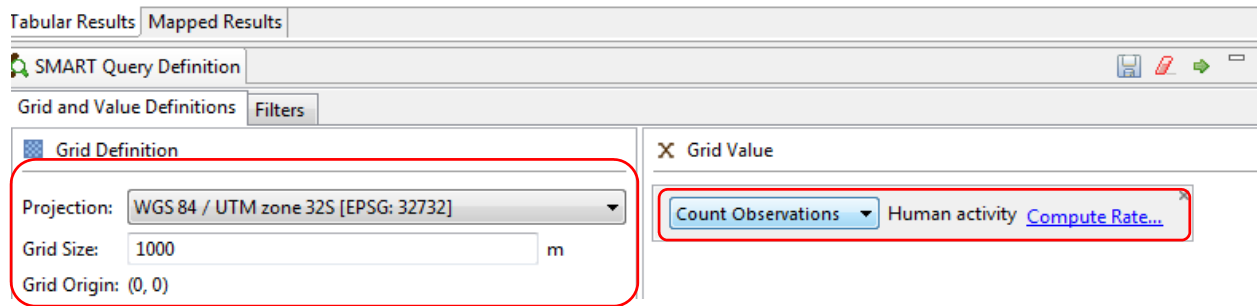 Tabular Results Mapped Results
SMART Query Definition
Grid and Value Definitions Filters
Grid Definition
Projection: WGS 84 / UTM zone 32S [EPSG: 32732]
Grid Size: 1000 m
Grid Origin: (0, 0)
Grid Value
Count Observations Human activity Compute Rate...